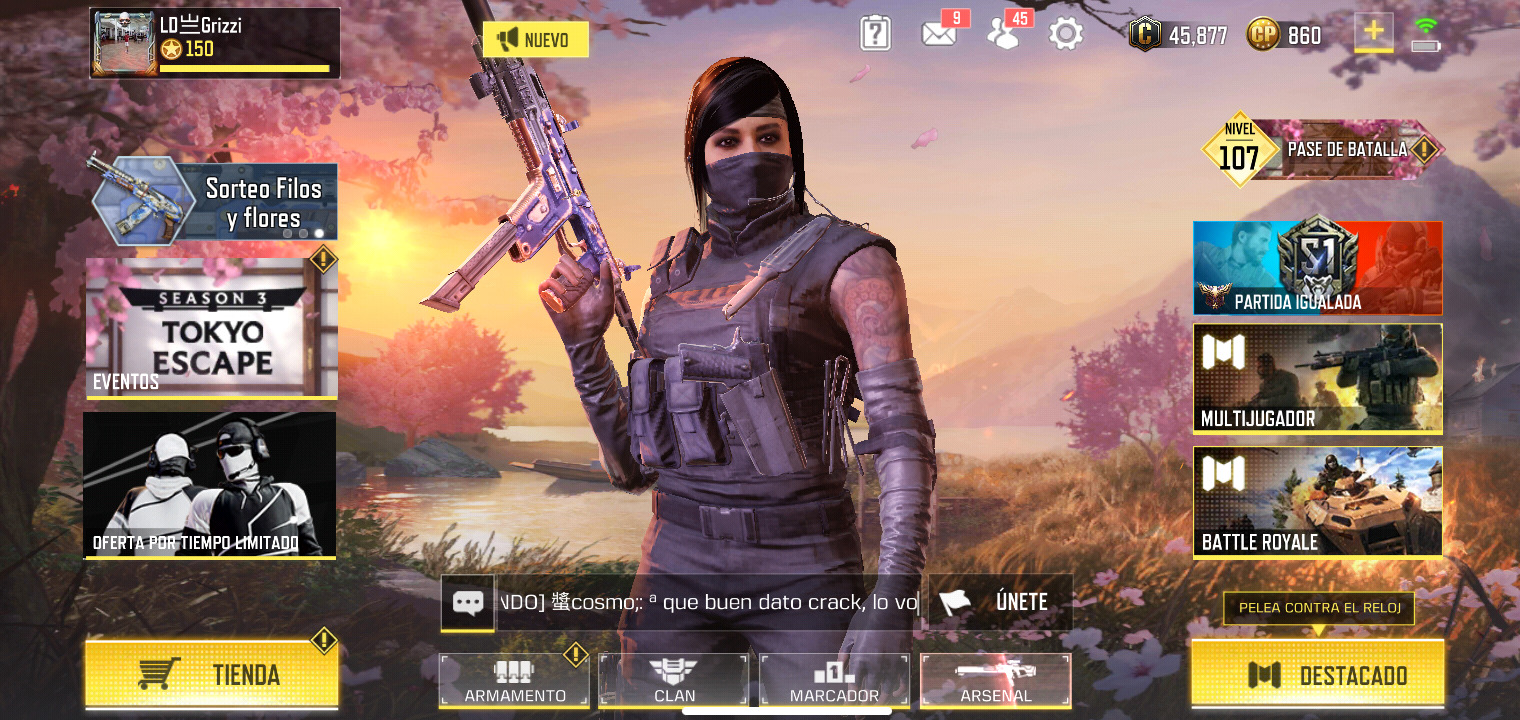 LD亗Grizzi
150
NUEVO
9
45
45,877
CP
860
Sorteo Filos
y flores
SEASON 3
TOKYO
ESCAPE
EVENTOS
OFERTA POR TIEMPO LIMITADO
TIENDA
NIVEL
107
PASE DE BATALLA
S1
PARTIDA IGUALADA
MULTIJUGADOR
BATTLE ROYALE
PELEA CONTRA EL RELOJ
DESTACADO
NDO] 蝁cosmo;: ª que buen dato crack, lo vo
ÚNETE
ARMAMENTO
CLAN
MARCADOR
ARSENAL